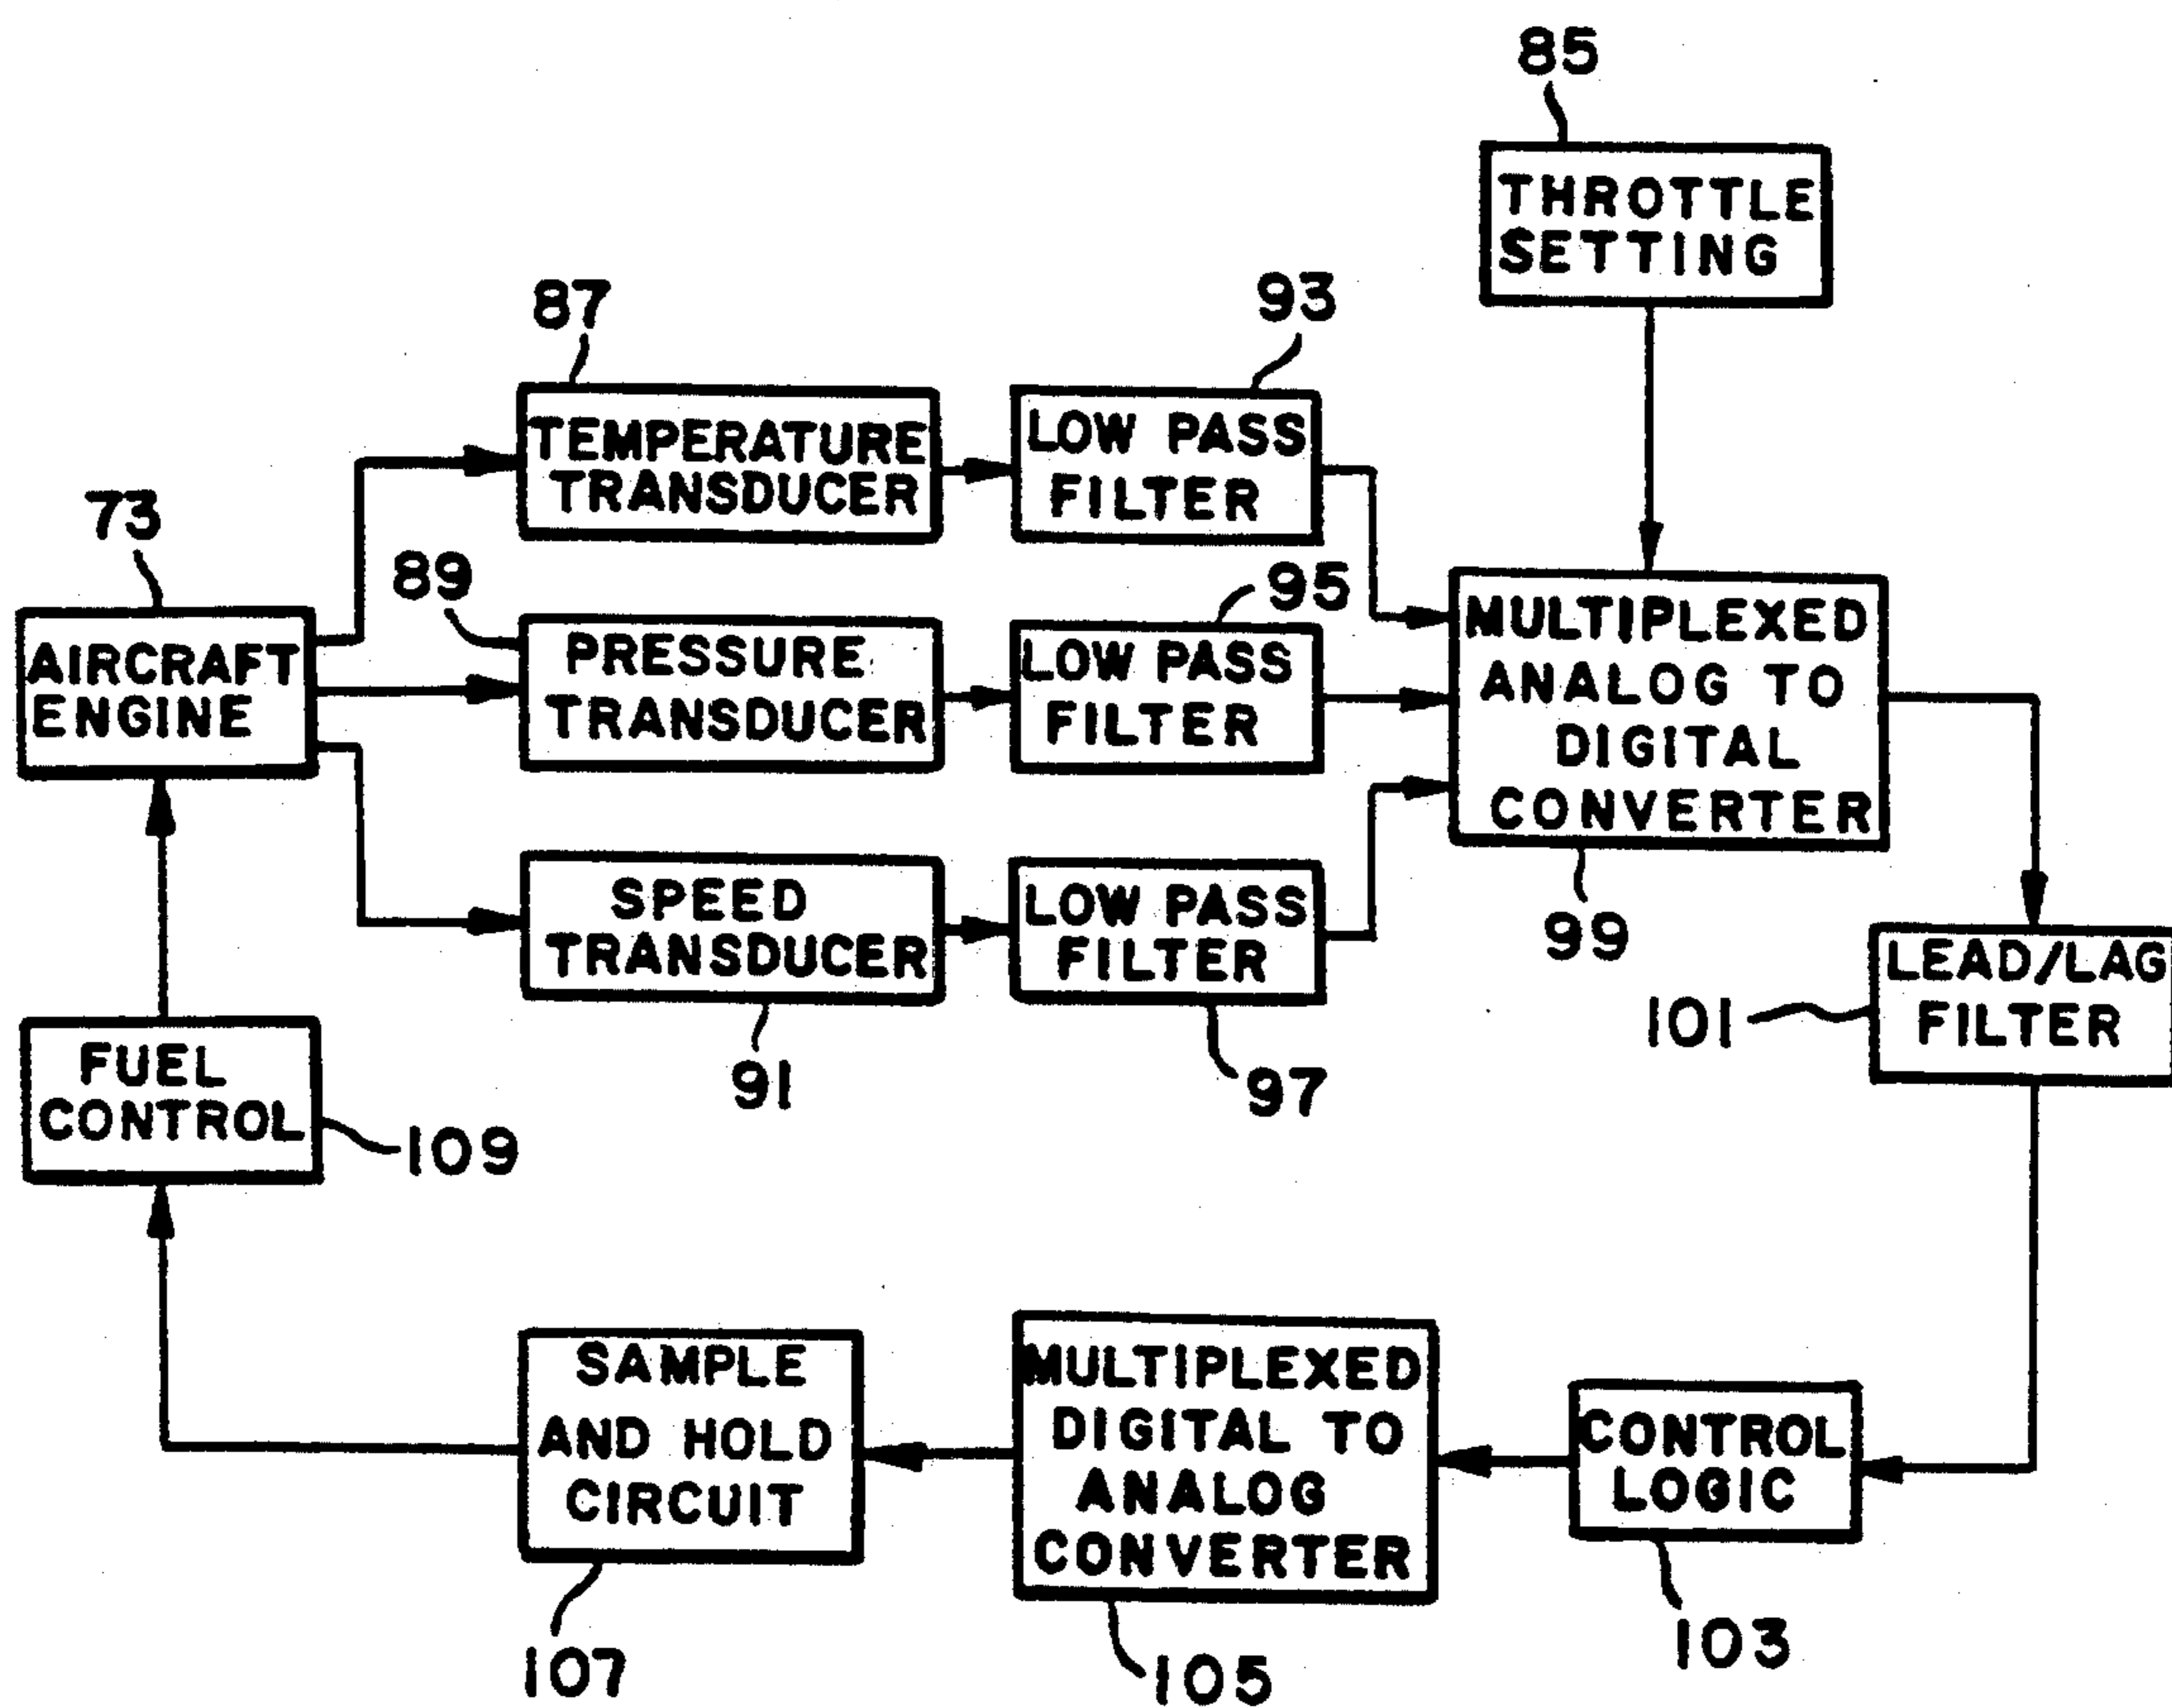 85
THROTTLE
SETTING
87
93
TEMPERATURE
TRANSDUCER
LOW PASS
FILTER
73
89
95
AIRCRAFT
ENGINE
PRESSURE
TRANSDUCER
LOW PASS
FILTER
MULTIPLEXED
ANALOG TO
DIGITAL
CONVERTER
SPEED
TRANSDUCER
LOW PASS
FILTER
99
LEAD/LAG
FILTER
101
91
97
FUEL
CONTROL
109
SAMPLE
AND HOLD
CIRCUIT
MULTIPLEXED
DIGITAL TO
ANALOG
CONVERTER
CONTROL
LOGIC
107
105
103